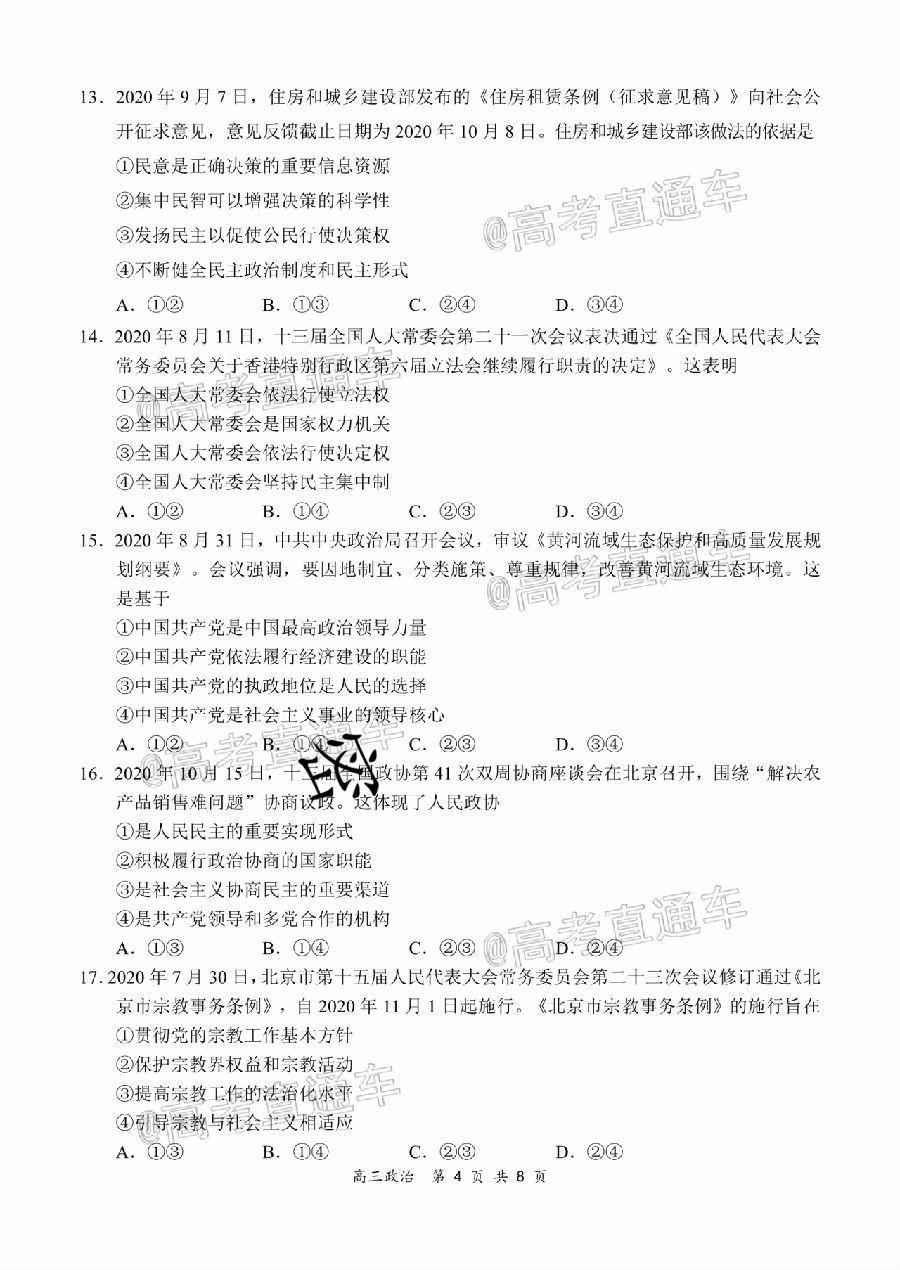 13．2020 年 9 月 7 日，住房和城乡建设部发布的《住房租赁条例（征求意见稿）》向社会公
开征求意见，意见反馈截止日期为 2020 年 10 月 8 日。住房和城乡建设部该做法的依据是
①民意是正确决策的重要信息资源
②集中民智可以增强决策的科学性
③发扬民主以促使公民行使决策权
④不断健全民主政治制度和民主形式
A．①② B．①③ C．②④ D．③④
14．2020 年 8 月 11 日，十三届全国人大常委会第二十一次会议表决通过《全国人民代表大会
常务委员会关于香港特别行政区第六届立法会继续履行职责的决定》。这表明
①全国人大常委会依法行使立法权
②全国人大常委会是国家权力机关
③全国人大常委会依法行使决定权
④全国人大常委会坚持民主集中制
A．①② B．①④ C．②③ D．③④
15．2020 年 8 月 31 日，中共中央政治局召开会议，审议《黄河流域生态保护和高质量发展规
划纲要》。会议强调，要因地制宜、分类施策、尊重规律，改善黄河流域生态环境。这
是基于
①中国共产党是中国最高政治领导力量
②中国共产党依法履行经济建设的职能
③中国共产党的执政地位是人民的选择
④中国共产党是社会主义事业的领导核心
A．①② B．①④ C．②③ D．③④
16．2020 年 10 月 15 日，十三届全国政协第 41 次双周协商座谈会在北京召开，围绕“解决农
产品销售难问题”协商议政。这体现了人民政协
①是人民民主的重要实现形式
②积极履行政治协商的国家职能
③是社会主义协商民主的重要渠道
④是共产党领导和多党合作的机构
A．①③ B．①④ C．②③ D．②④
17. 2020 年 7 月 30 日，北京市第十五届人民代表大会常务委员会第二十三次会议修订通过《北
京市宗教事务条例》，自 2020 年 11 月 1 日起施行。《北京市宗教事务条例》的施行旨在
①贯彻党的宗教工作基本方针
②保护宗教界权益和宗教活动
③提高宗教工作的法治化水平
④引导宗教与社会主义相适应
A．①③ B．①④ C．②③ D．②④
高三政治 第 4 页 共 8 页
@高考直通车
@高考直通车
@高考直通车
@高考直通车
@高考直通车
@高考直通车
密